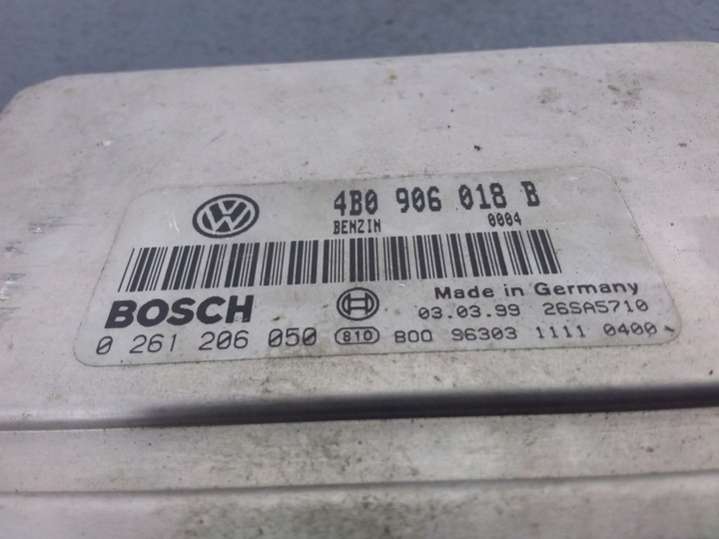 4B0 906 018 B
BENZIN 0004
BOSCH Made in Germany
03.03.99 26SA5710
0 261 206 050 810 B00 96303 1111 0400